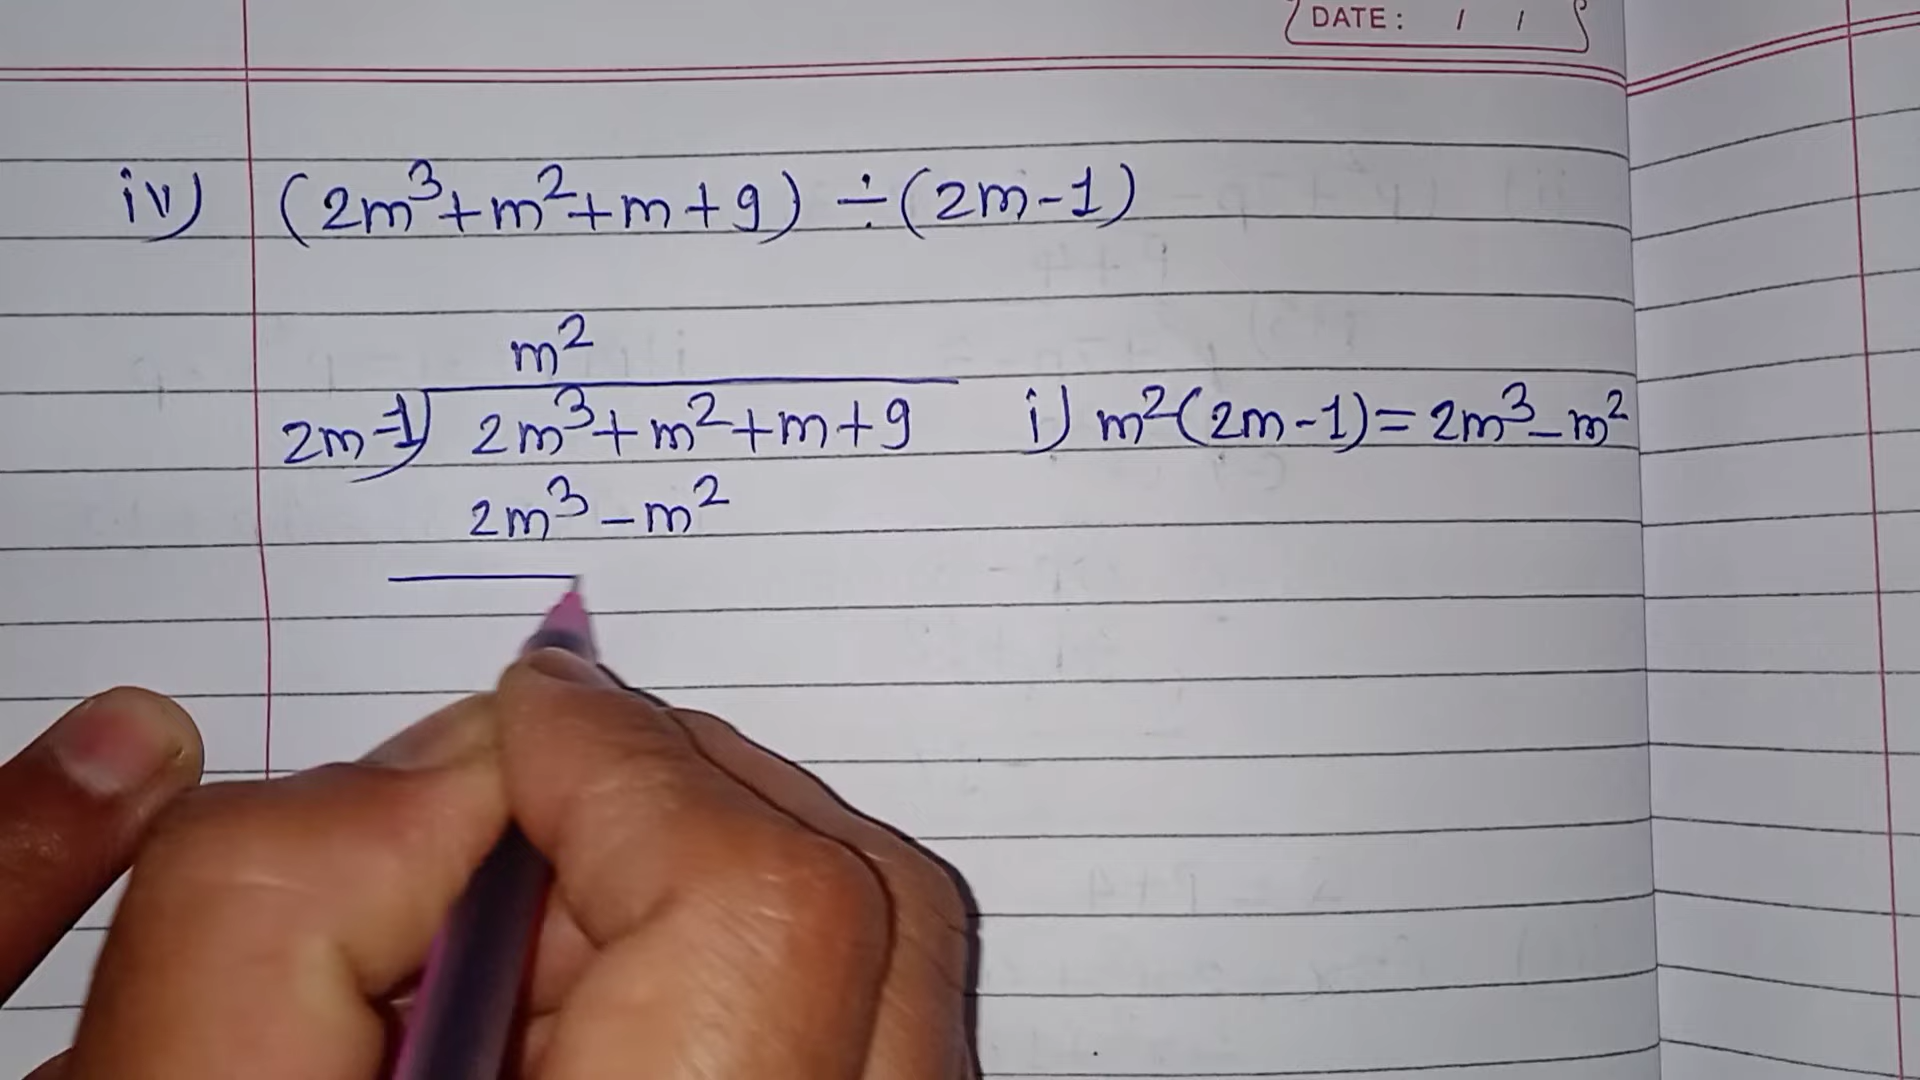 DATE: / /
iv) (2m³+m²+m+9)÷(2m-1)
m²
2m-1) 2m³+m²+m+9 i) m²(2m-1)=2m³-m²
2m³-m²